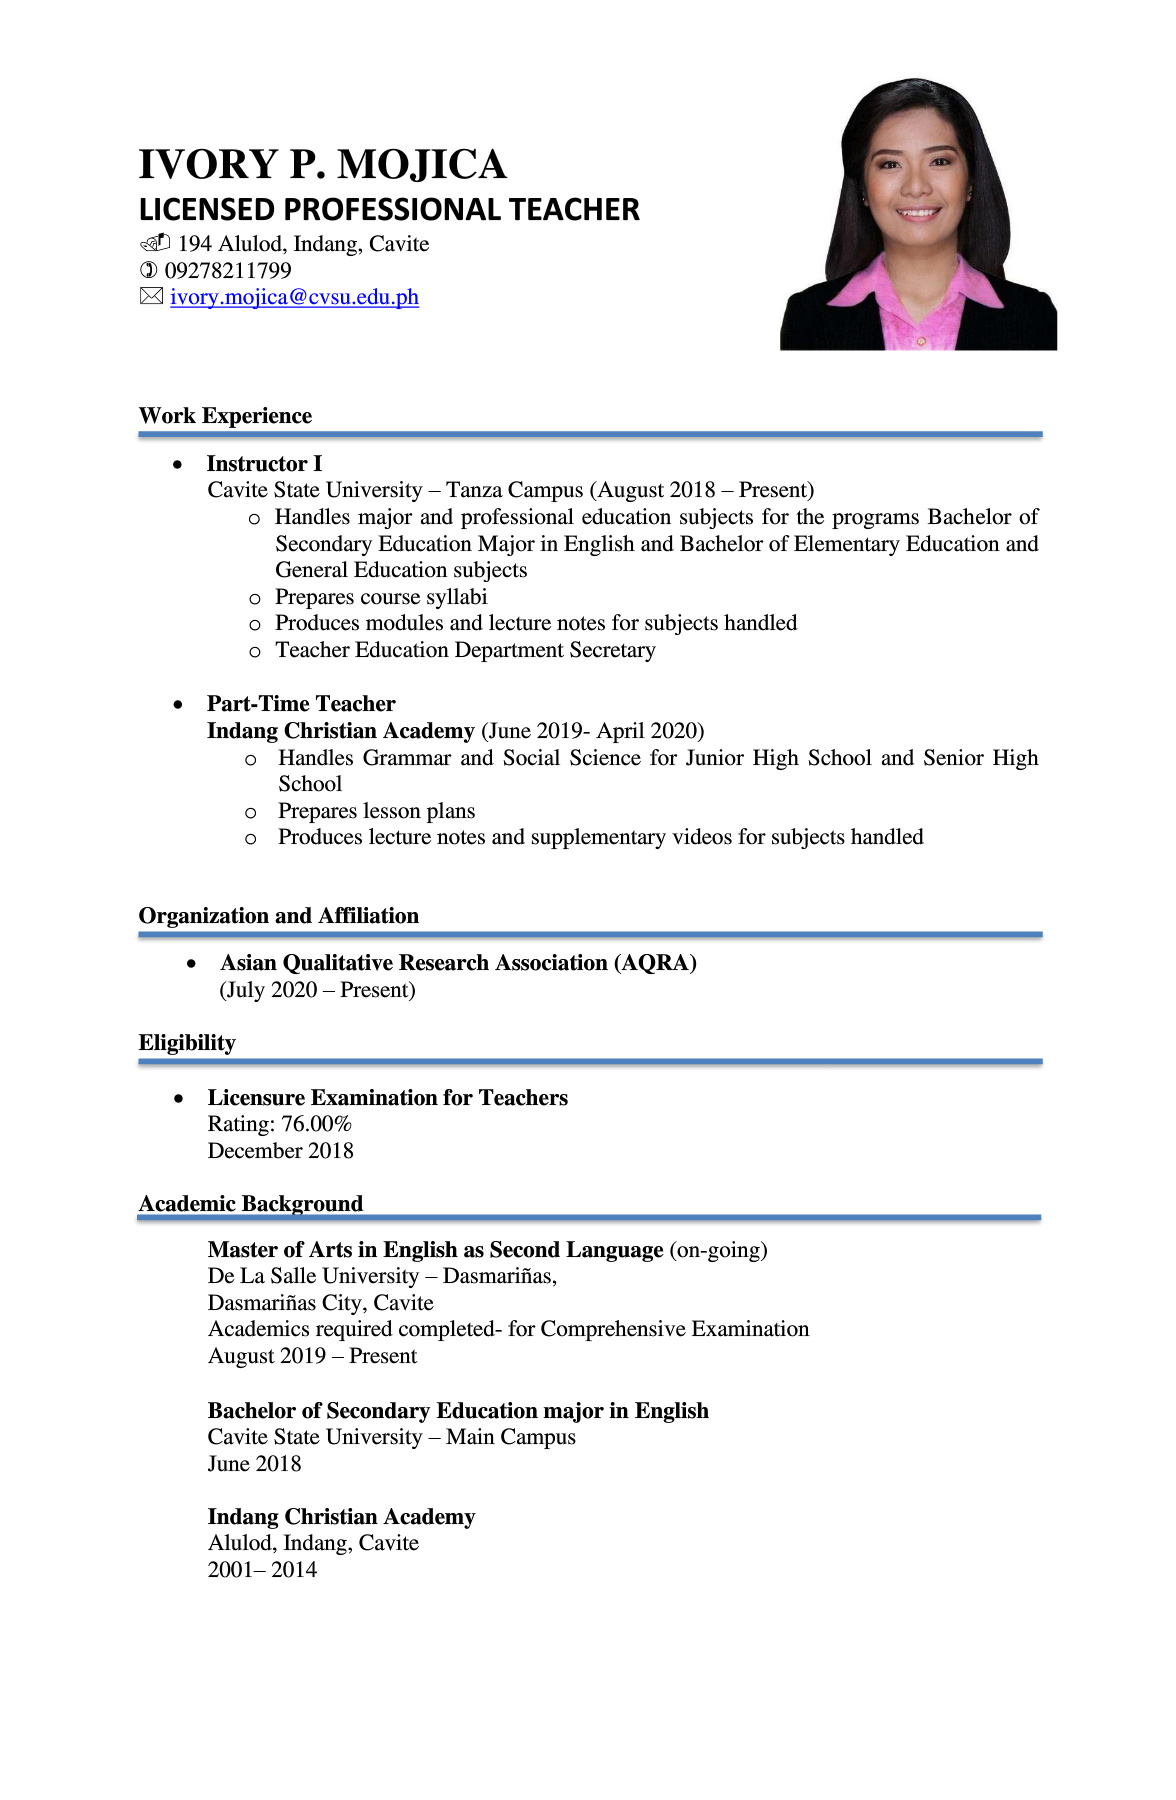 IVORY P. MOJICA
LICENSED PROFESSIONAL TEACHER
194 Alulod, Indang, Cavite
09278211799
ivory.mojica@cvsu.edu.ph
Work Experience
• Instructor I
Cavite State University – Tanza Campus (August 2018 – Present)
o Handles major and professional education subjects for the programs Bachelor of
Secondary Education Major in English and Bachelor of Elementary Education and
General Education subjects
o Prepares course syllabi
o Produces modules and lecture notes for subjects handled
o Teacher Education Department Secretary
• Part-Time Teacher
Indang Christian Academy (June 2019- April 2020)
o Handles Grammar and Social Science for Junior High School and Senior High
School
o Prepares lesson plans
o Produces lecture notes and supplementary videos for subjects handled
Organization and Affiliation
• Asian Qualitative Research Association (AQRA)
(July 2020 – Present)
Eligibility
• Licensure Examination for Teachers
Rating: 76.00%
December 2018
Academic Background
Master of Arts in English as Second Language (on-going)
De La Salle University – Dasmariñas,
Dasmariñas City, Cavite
Academics required completed- for Comprehensive Examination
August 2019 – Present
Bachelor of Secondary Education major in English
Cavite State University – Main Campus
June 2018
Indang Christian Academy
Alulod, Indang, Cavite
2001– 2014